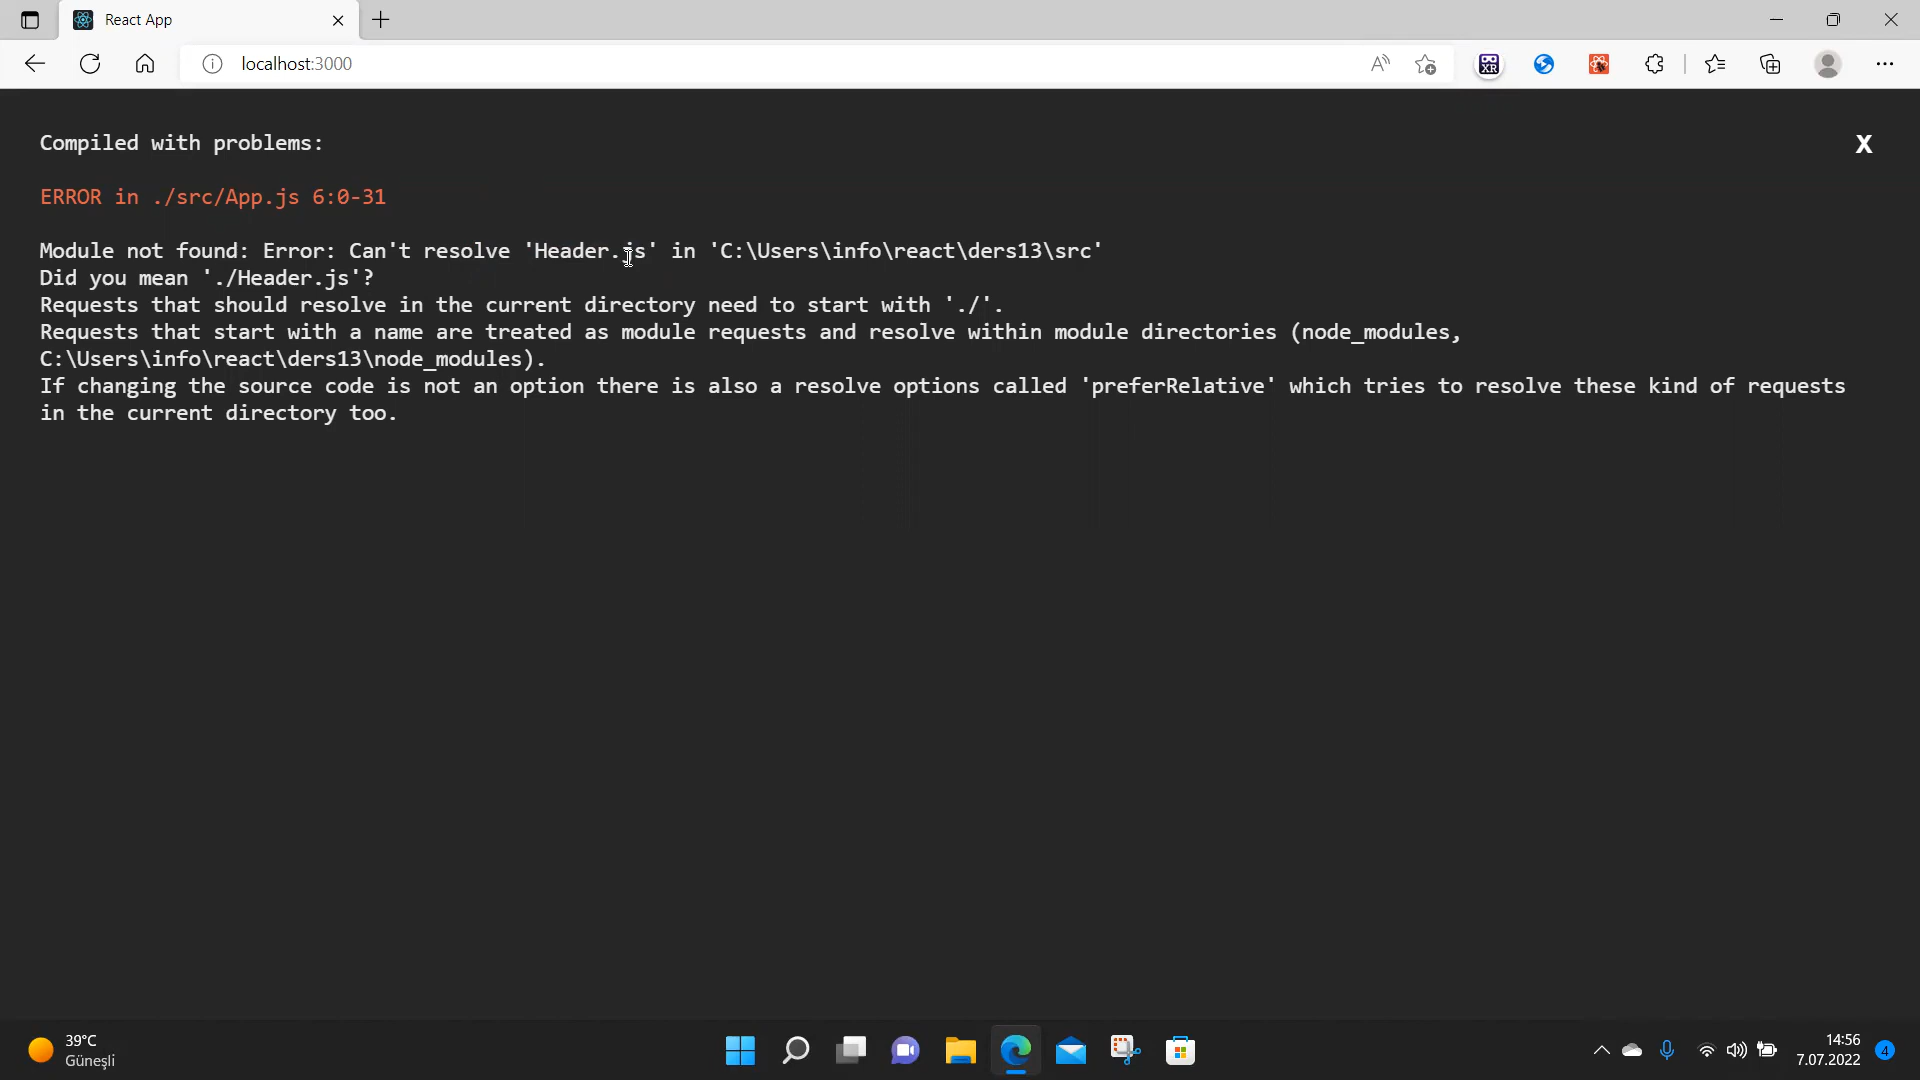 React App
localhost:3000
XR
Compiled with problems:
X
ERROR in ./src/App.js 6:0-31
Module not found: Error: Can't resolve 'Header.js' in 'C:\Users\info\react\ders13\src'
Did you mean './Header.js'?
Requests that should resolve in the current directory need to start with './'.
Requests that start with a name are treated as module requests and resolve within module directories (node_modules,
C:\Users\info\react\ders13\node_modules).
If changing the source code is not an option there is also a resolve options called 'preferRelative' which tries to resolve these kind of requests
in the current directory too.
39°C
Güneşli
14:56
7.07.2022
4